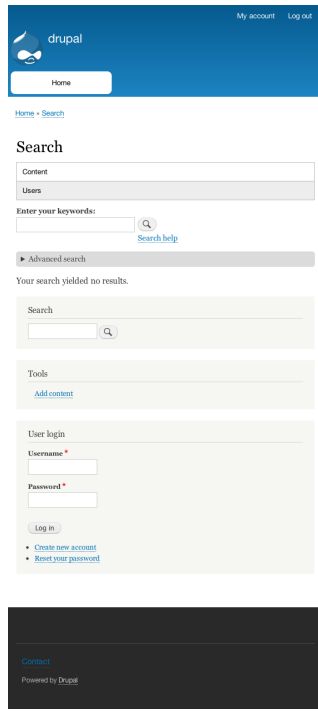 My account Log out
drupal
Home
Home » Search
Search
Content
Users
Enter your keywords:
Search help
► Advanced search
Your search yielded no results.
Search
Tools
Add content
User login
Username *
Password *
Log in
• Create new account
• Reset your password
Contact
Powered by Drupal